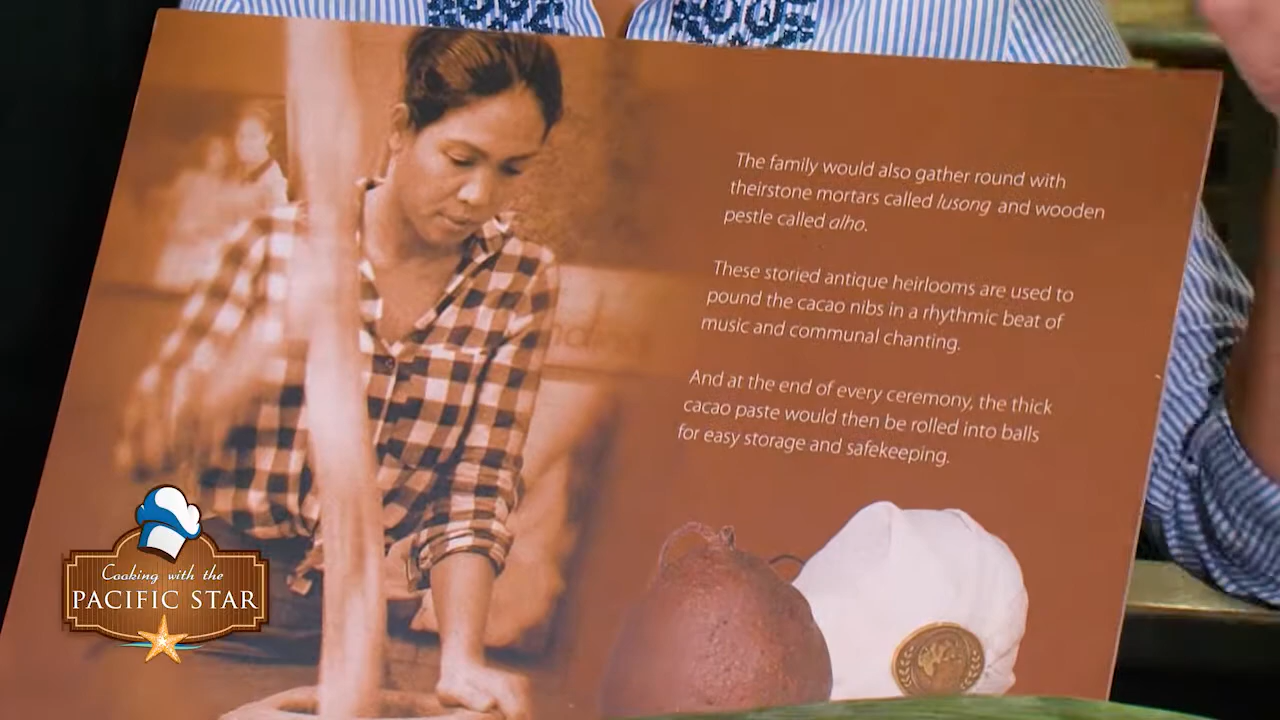 The family would also gather round with
theirstone mortars called lusong and wooden
pestle called alho.
These storied antique heirlooms are used to
pound the cacao nibs in a rhythmic beat of
music and communal chanting.
And at the end of every ceremony, the thick
cacao paste would then be rolled into balls
for easy storage and safekeeping.
Cooking with the
PACIFIC STAR